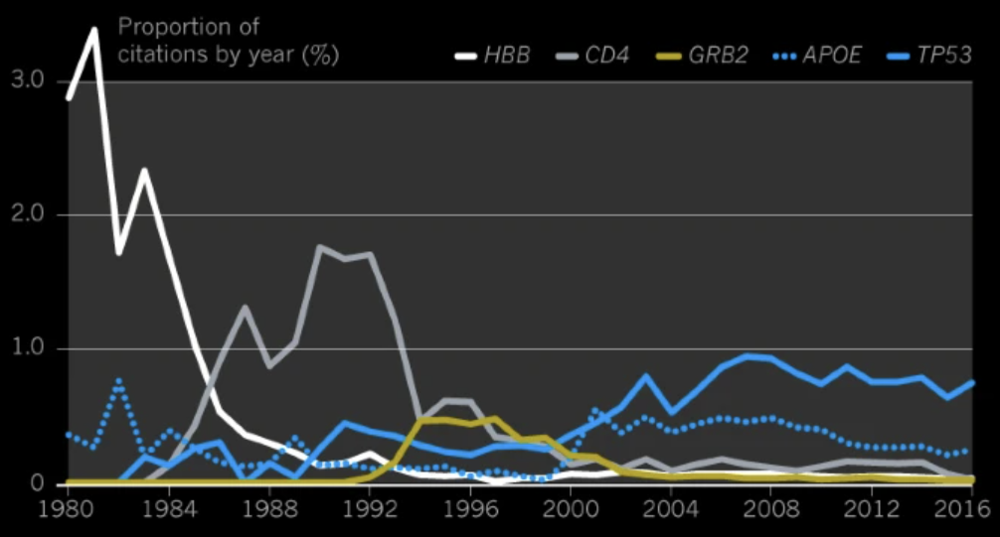 Proportion of
citations by year (%)
HBB CD4 GRB2 APOE TP53
3.0
2.0
1.0
0
1980 1984 1988 1992 1996 2000 2004 2008 2012 2016